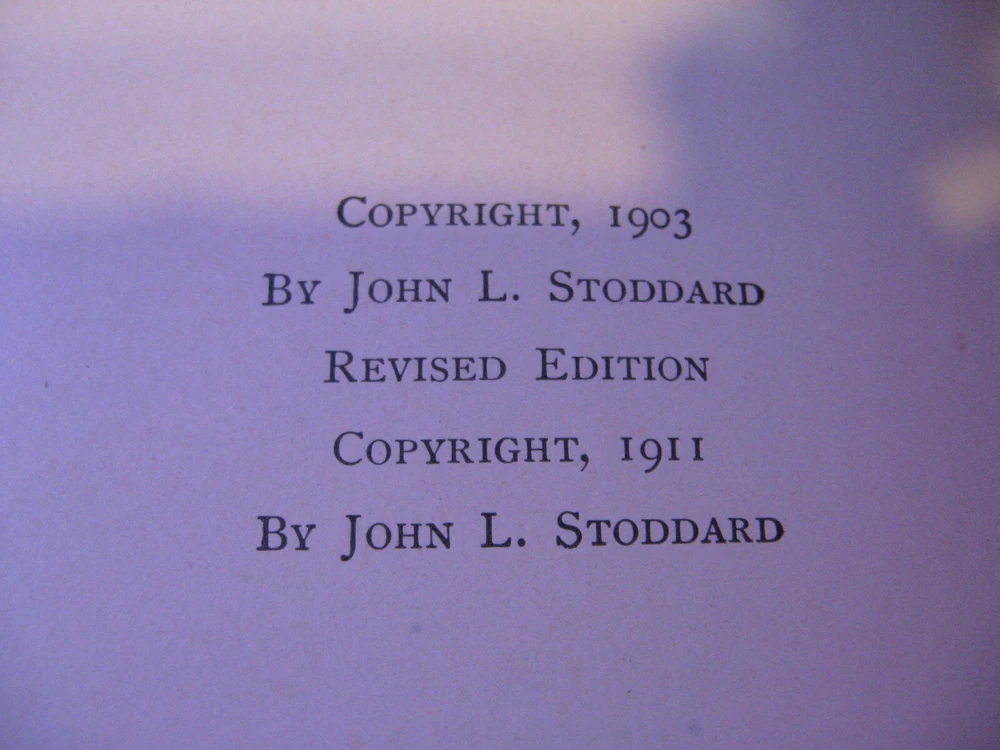 Copyright, 1903
By John L. Stoddard
Revised Edition
Copyright, 1911
By John L. Stoddard